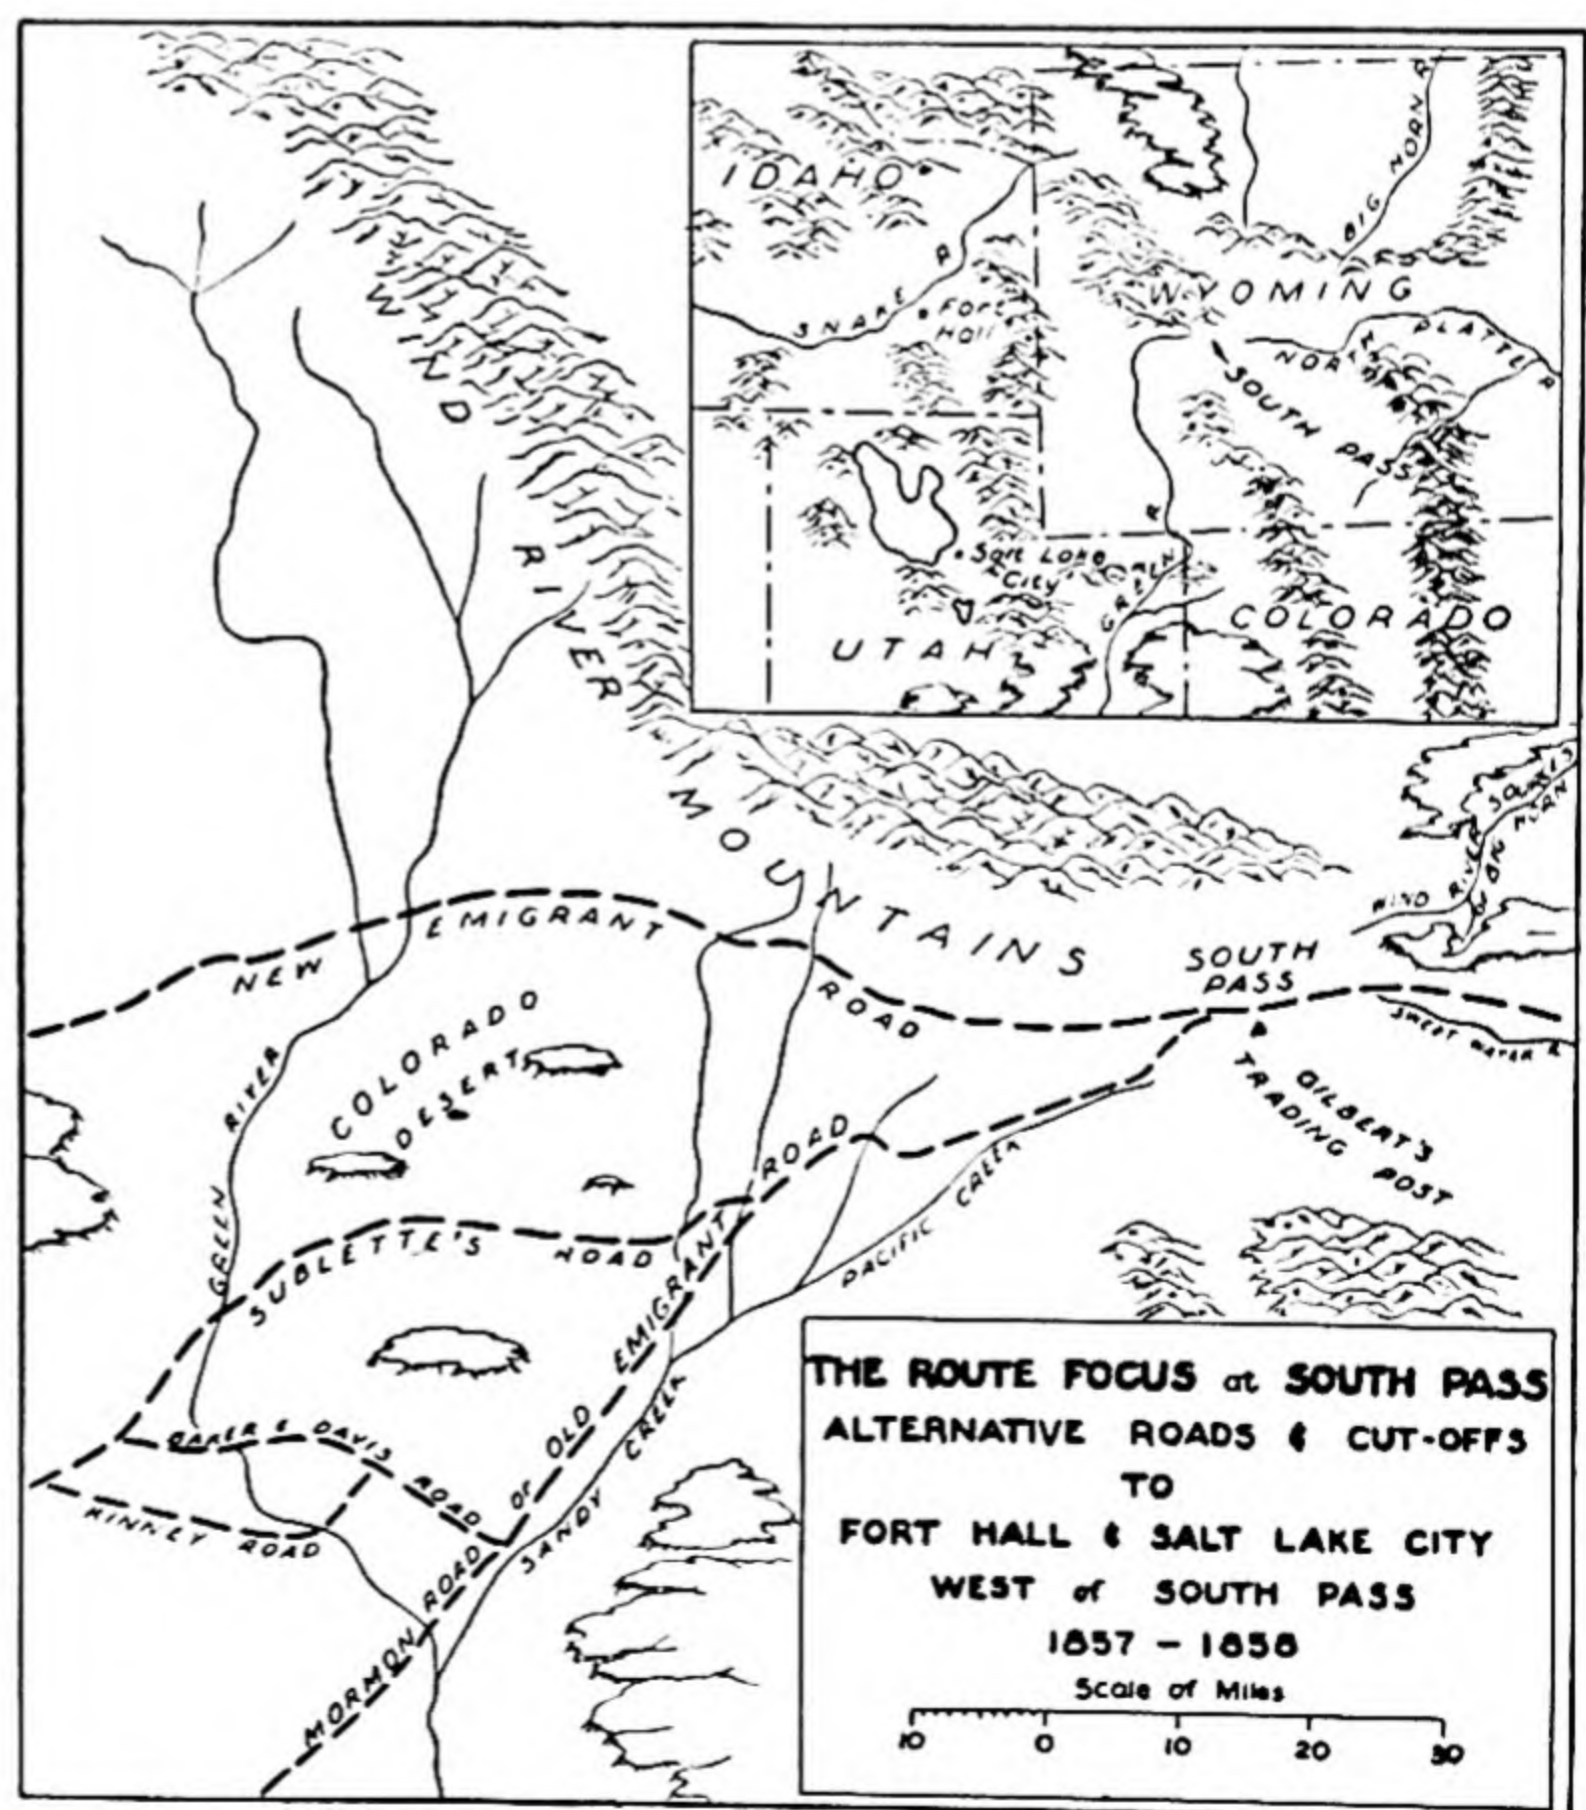 IDAHO
BIG HORN R
WYOMING
SNAKE R
Fort
Hall
NORTH PLATTE R
SOUTH PASS
Salt Lake
City
GREEN R
UTAH
COLORADO
WIND RIVER MOUNTAINS
WIND RIVER
or BIG HORN
NEW EMIGRANT ROAD
SOUTH
PASS
SWEET WATER R
COLORADO
DESERT
GILBERT'S
TRADING POST
GREEN RIVER
SUBLETTE'S ROAD
PACIFIC CREEK
MORMON ROAD or OLD EMIGRANT ROAD
SANDY CREEK
BAKER & DAVIS ROAD
KINNEY ROAD
THE ROUTE FOCUS at SOUTH PASS
ALTERNATIVE ROADS & CUT-OFFS
TO
FORT HALL & SALT LAKE CITY
WEST of SOUTH PASS
1857 - 1858
Scale of Miles
10 0 10 20 30